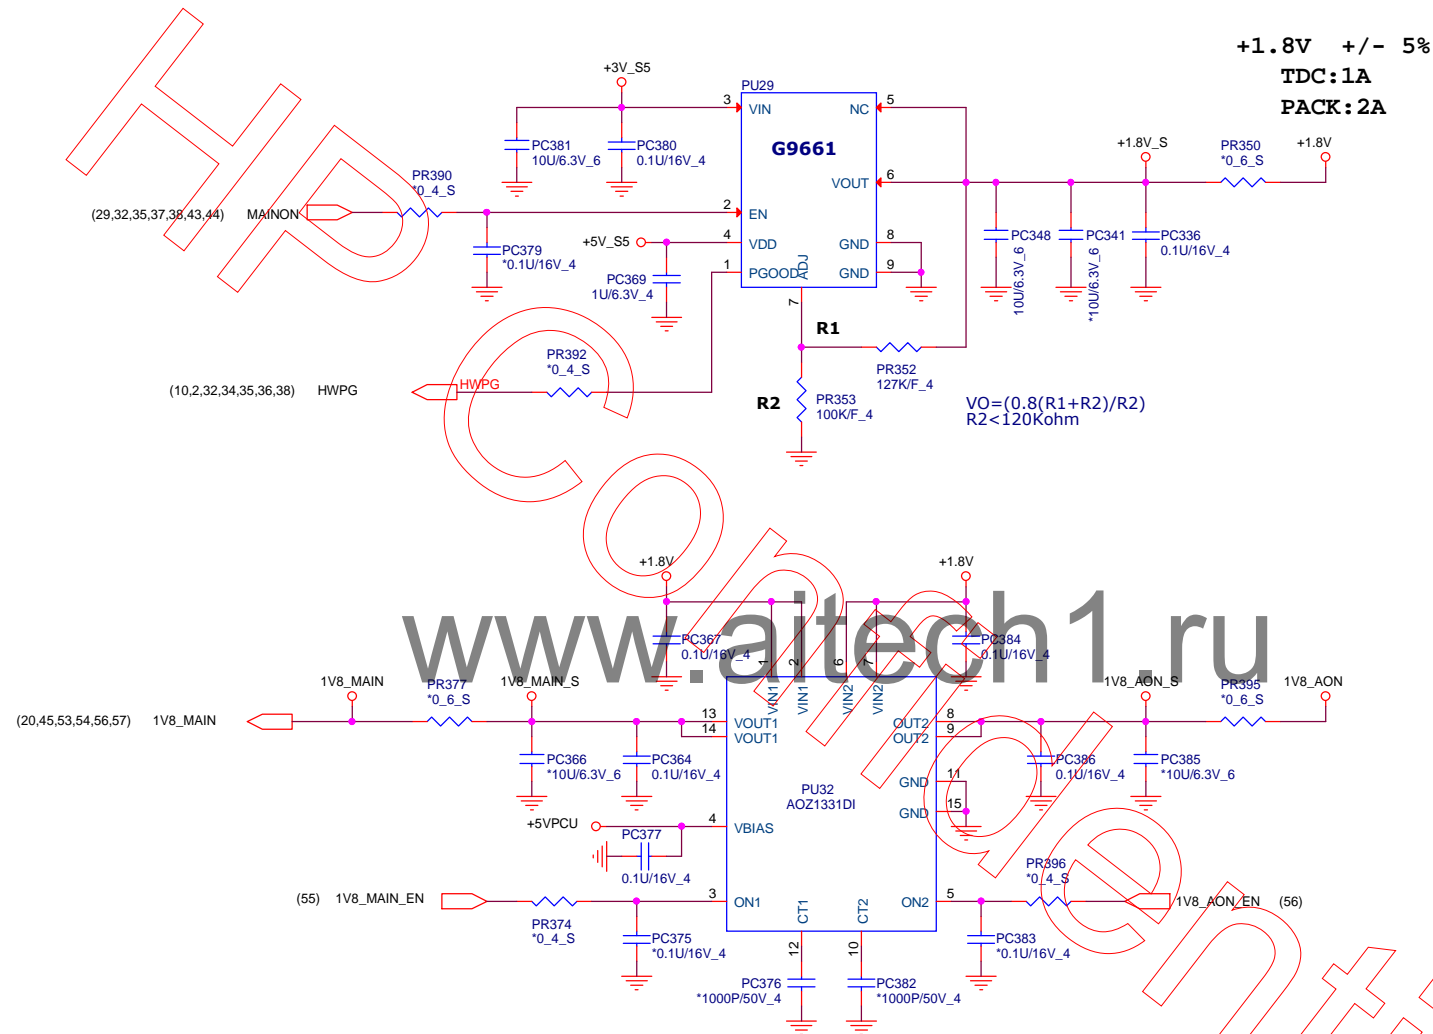 +1.8V +/- 5%
TDC:1A
PACK:2A
+3V_S5
PU29
3 VIN
NC 5
G9661
PC381
10U/6.3V_6
PC380
0.1U/16V_4
+1.8V_S
PR350
*0_6_S
+1.8V
VOUT 6
PR390
*0_4_S
(29,32,35,37,38,43,44) MAINON
2 EN
PC379
*0.1U/16V_4
+5V_S5
4 VDD
GND 8
1 PGOOD
GND 9
ADJ
7
PC369
1U/6.3V_4
PC348
10U/6.3V_6
PC341
*10U/6.3V_6
PC336
0.1U/16V_4
R1
PR392
*0_4_S
PR352
127K/F_4
(10,2,32,34,35,36,38) HWPG
HWPG
R2
PR353
100K/F_4
VO=(0.8(R1+R2)/R2)
R2<120Kohm
+1.8V
+1.8V
www.aitech1.ru
PC367
0.1U/16V_4
PC384
0.1U/16V_4
1 2 6 7
VIN1 VIN1 VIN2 VIN2
1V8_MAIN
PR377
*0_6_S
1V8_MAIN_S
1V8_AON_S
PR395
*0_6_S
1V8_AON
(20,45,53,54,56,57) 1V8_MAIN
13 VOUT1
14 VOUT1
OUT2 8
OUT2 9
PC366
*10U/6.3V_6
PC364
0.1U/16V_4
PC386
0.1U/16V_4
PC385
*10U/6.3V_6
PU32
AOZ1331DI
GND 11
GND 15
+5VPCU
4 VBIAS
PC377
0.1U/16V_4
(55) 1V8_MAIN_EN
PR374
*0_4_S
3 ON1
CT1 CT2
ON2 5
PR396
*0_4_S
1V8_AON_EN (56)
PC375
*0.1U/16V_4
12 10
PC383
*0.1U/16V_4
PC376
*1000P/50V_4
PC382
*1000P/50V_4
HP Confidenti